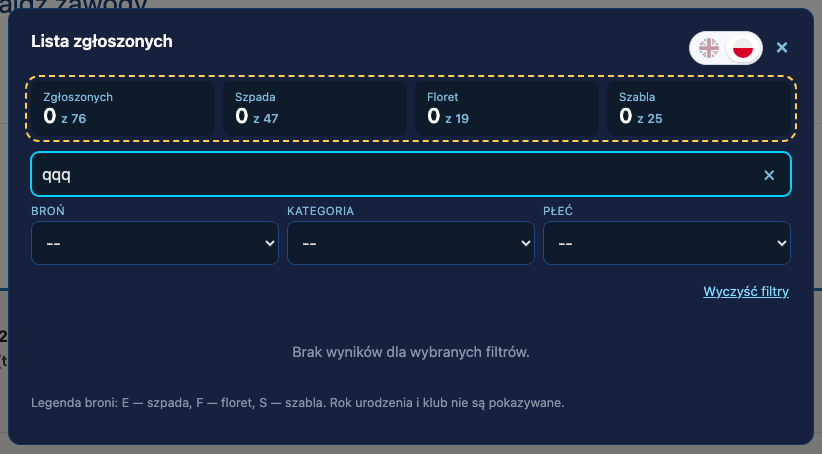 Lista zgłoszonych
Zgłoszonych Szpada Floret Szabla
0 z 76 0 z 47 0 z 19 0 z 25
qqq
BROŃ KATEGORIA PŁEĆ
-- -- --
Wyczyść filtry
Brak wyników dla wybranych filtrów.
Legenda broni: E — szpada, F — floret, S — szabla. Rok urodzenia i klub nie są pokazywane.